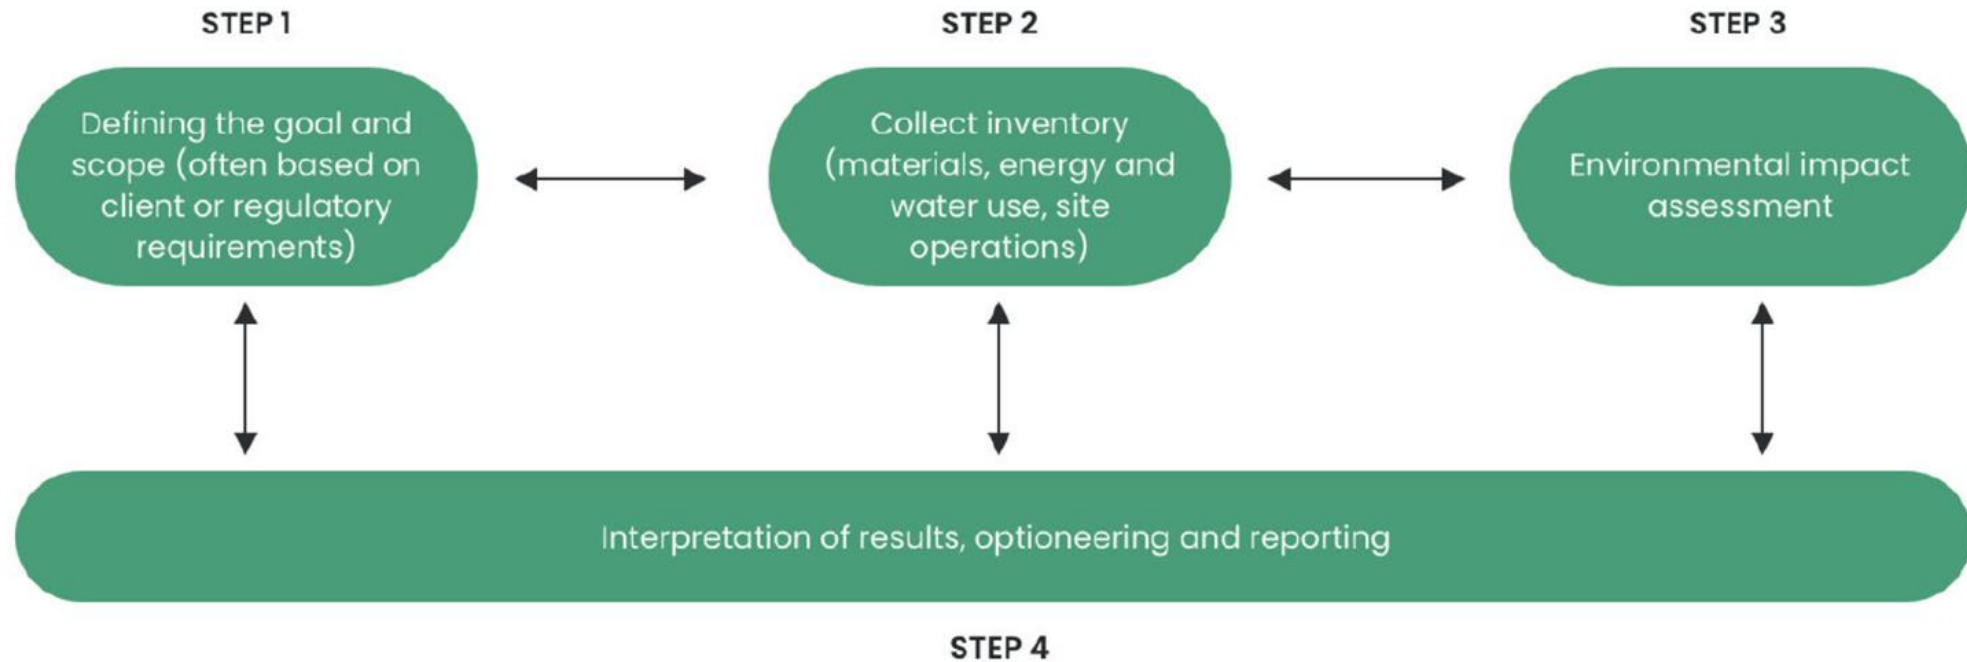 STEP 1
Defining the goal and
scope (often based on
client or regulatory
requirements)
STEP 2
Collect inventory
(materials, energy and
water use, site
operations)
STEP 3
Environmental impact
assessment
Interpretation of results, optioneering and reporting
STEP 4